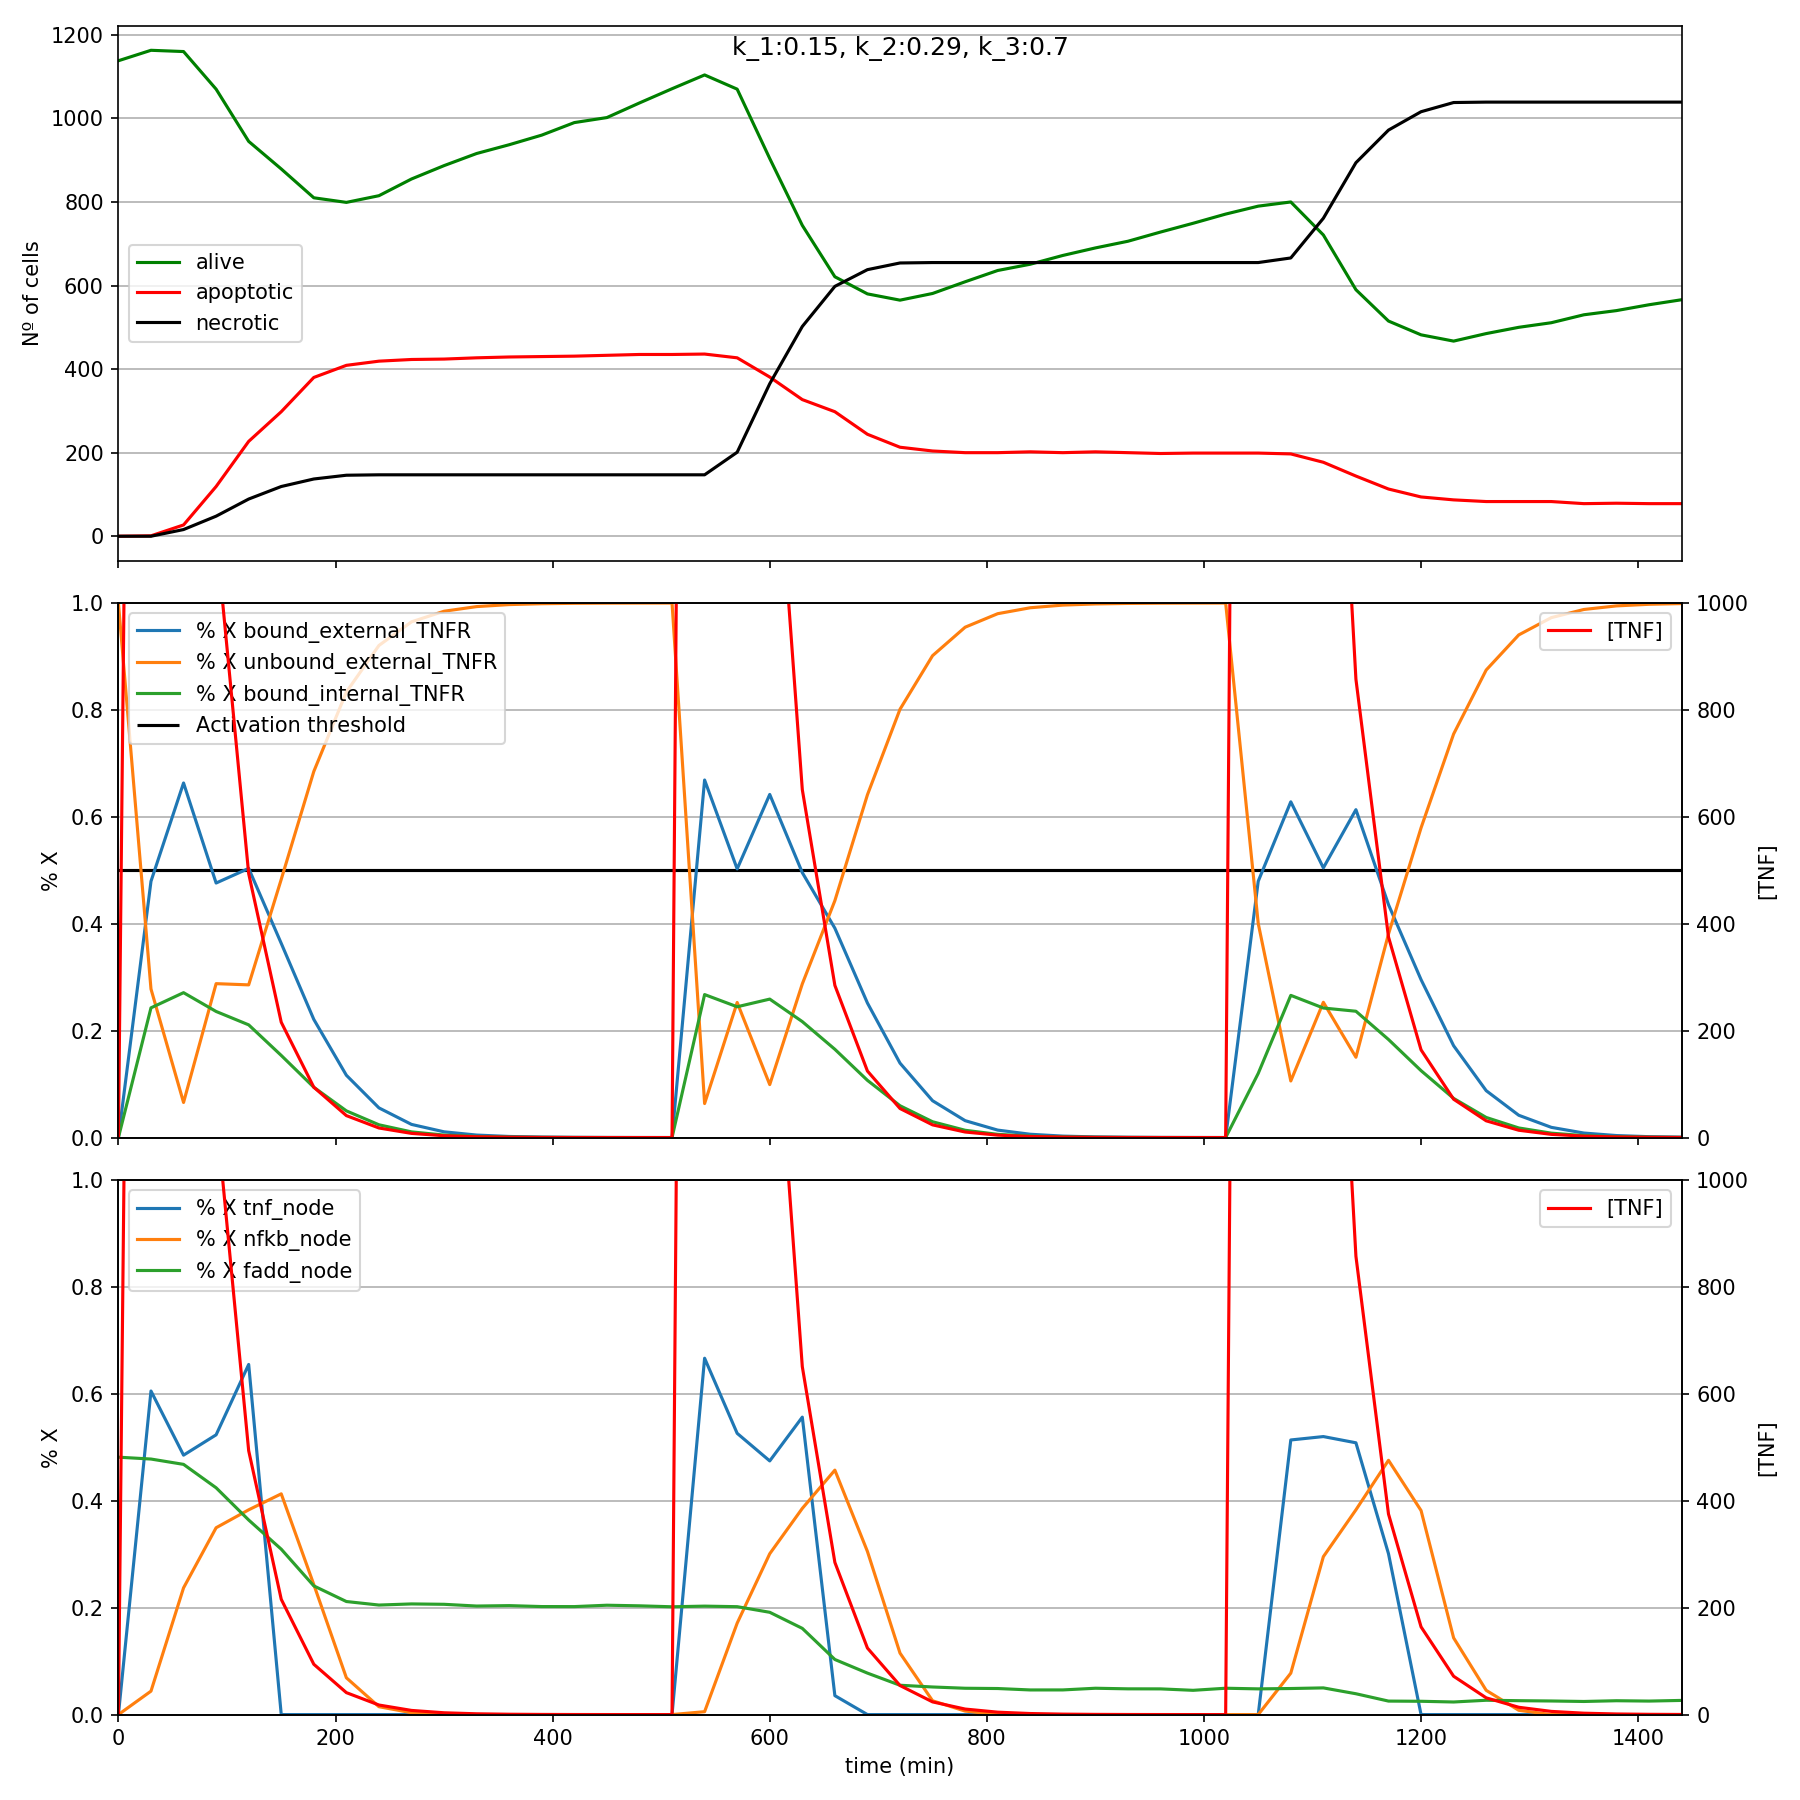 k_1:0.15, k_2:0.29, k_3:0.7
1200
1000
800
600
400
200
0
Nº of cells
alive
apoptotic
necrotic
1.0
0.8
0.6
0.4
0.2
0.0
% X
% X bound_external_TNFR
% X unbound_external_TNFR
% X bound_internal_TNFR
Activation threshold
[TNF]
1000
800
600
400
200
0
[TNF]
1.0
0.8
0.6
0.4
0.2
0.0
% X
% X tnf_node
% X nfkb_node
% X fadd_node
[TNF]
1000
800
600
400
200
0
[TNF]
0 200 400 600 800 1000 1200 1400
time (min)